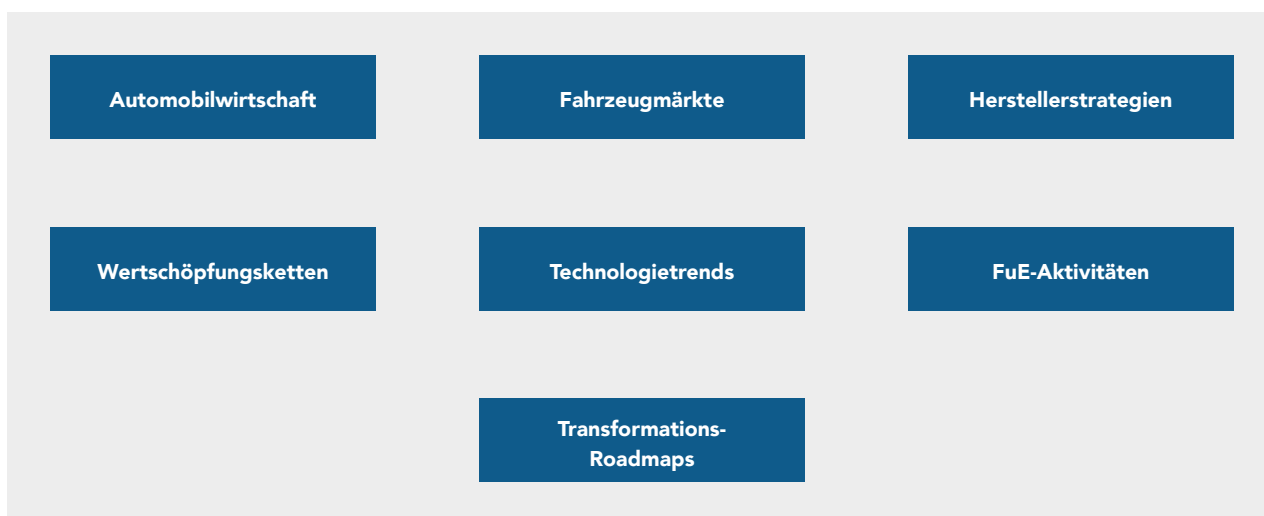 Automobilwirtschaft
Fahrzeugmärkte
Herstellerstrategien
Wertschöpfungsketten
Technologietrends
FuE-Aktivitäten
Transformations-
Roadmaps